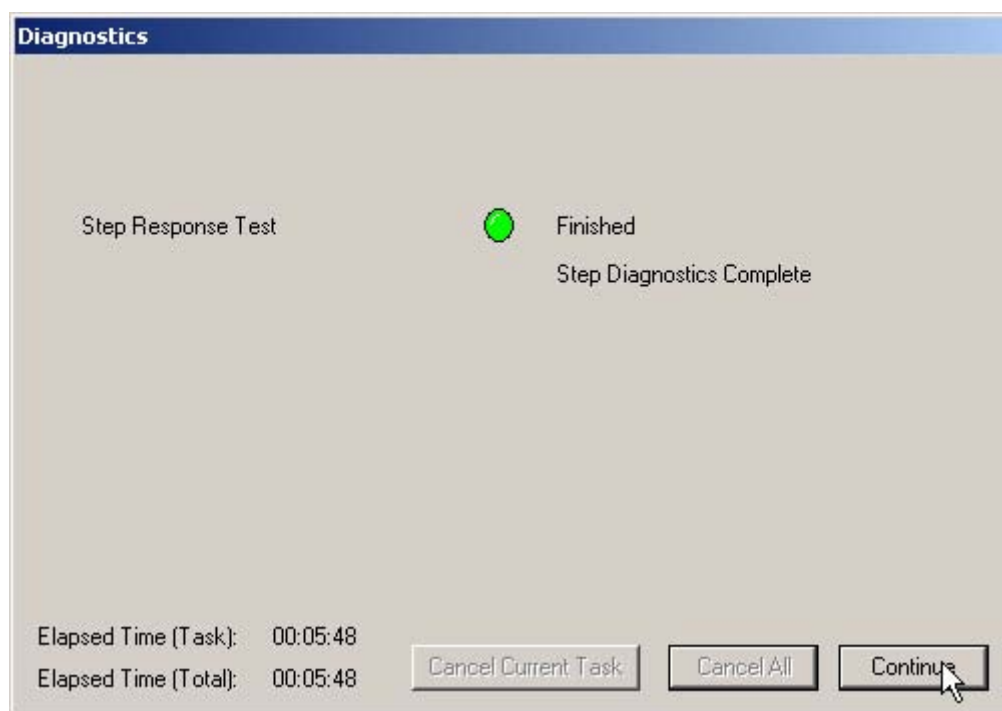 Diagnostics
Step Response Test
Finished
Step Diagnostics Complete
Elapsed Time (Task): 00:05:48
Elapsed Time (Total): 00:05:48
Cancel Current Task
Cancel All
Continue